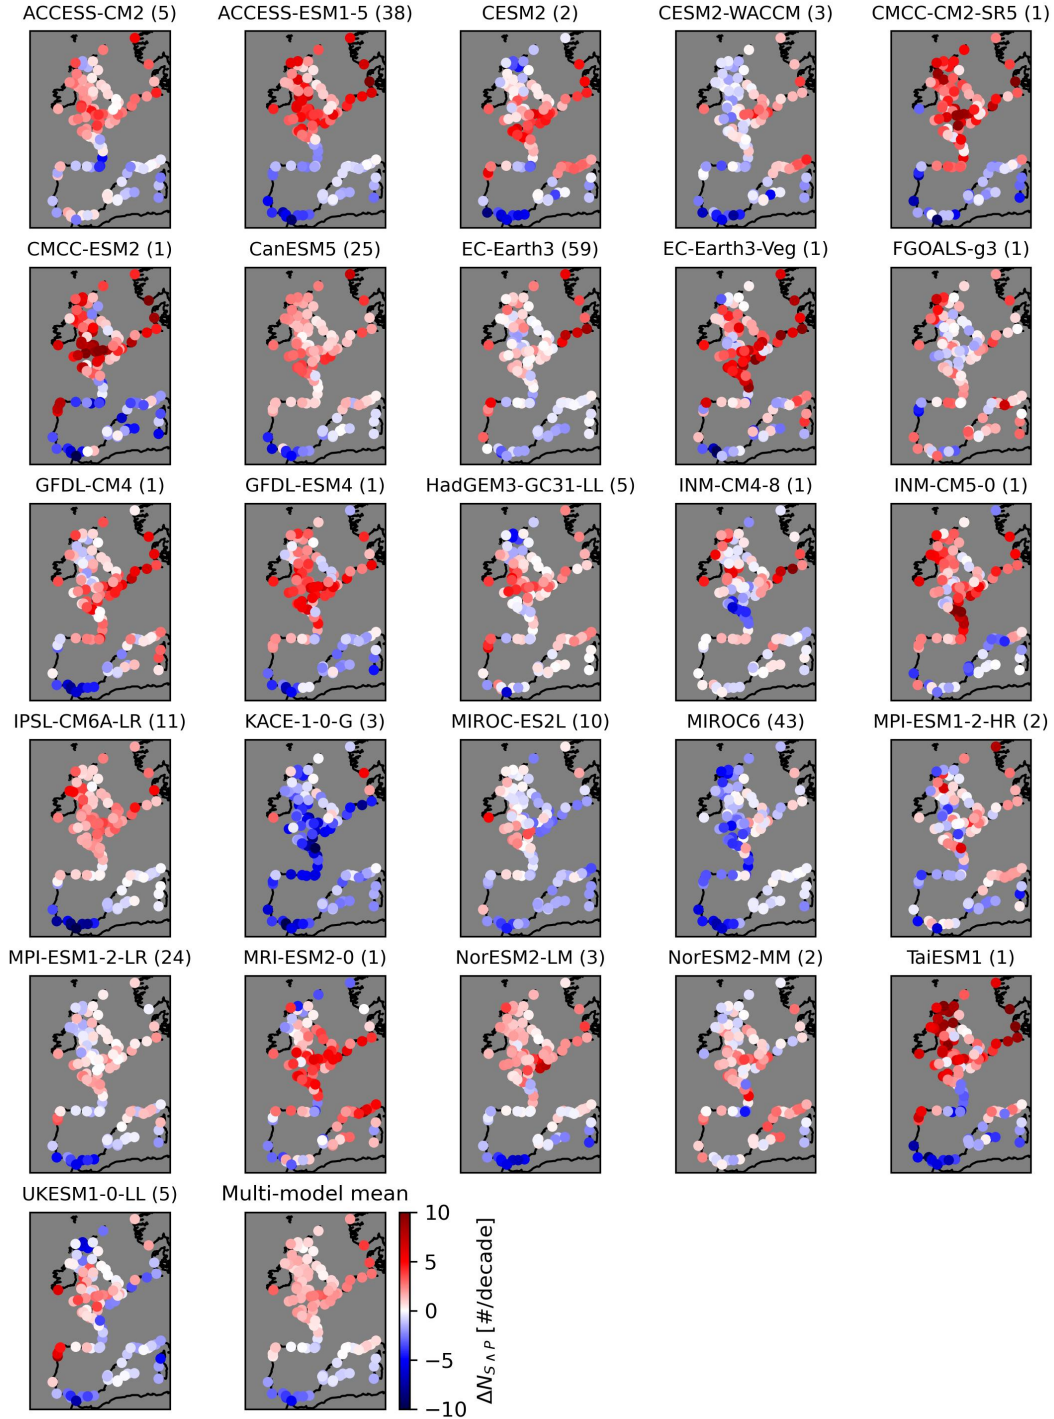 ACCESS-CM2 (5) ACCESS-ESM1-5 (38) CESM2 (2) CESM2-WACCM (3) CMCC-CM2-SR5 (1)
CMCC-ESM2 (1) CanESM5 (25) EC-Earth3 (59) EC-Earth3-Veg (1) FGOALS-g3 (1)
GFDL-CM4 (1) GFDL-ESM4 (1) HadGEM3-GC31-LL (5) INM-CM4-8 (1) INM-CM5-0 (1)
IPSL-CM6A-LR (11) KACE-1-0-G (3) MIROC-ES2L (10) MIROC6 (43) MPI-ESM1-2-HR (2)
MPI-ESM1-2-LR (24) MRI-ESM2-0 (1) NorESM2-LM (3) NorESM2-MM (2) TaiESM1 (1)
UKESM1-0-LL (5) Multi-model mean
10
5
0
−5
−10
ΔN_{S∧P} [#/decade]